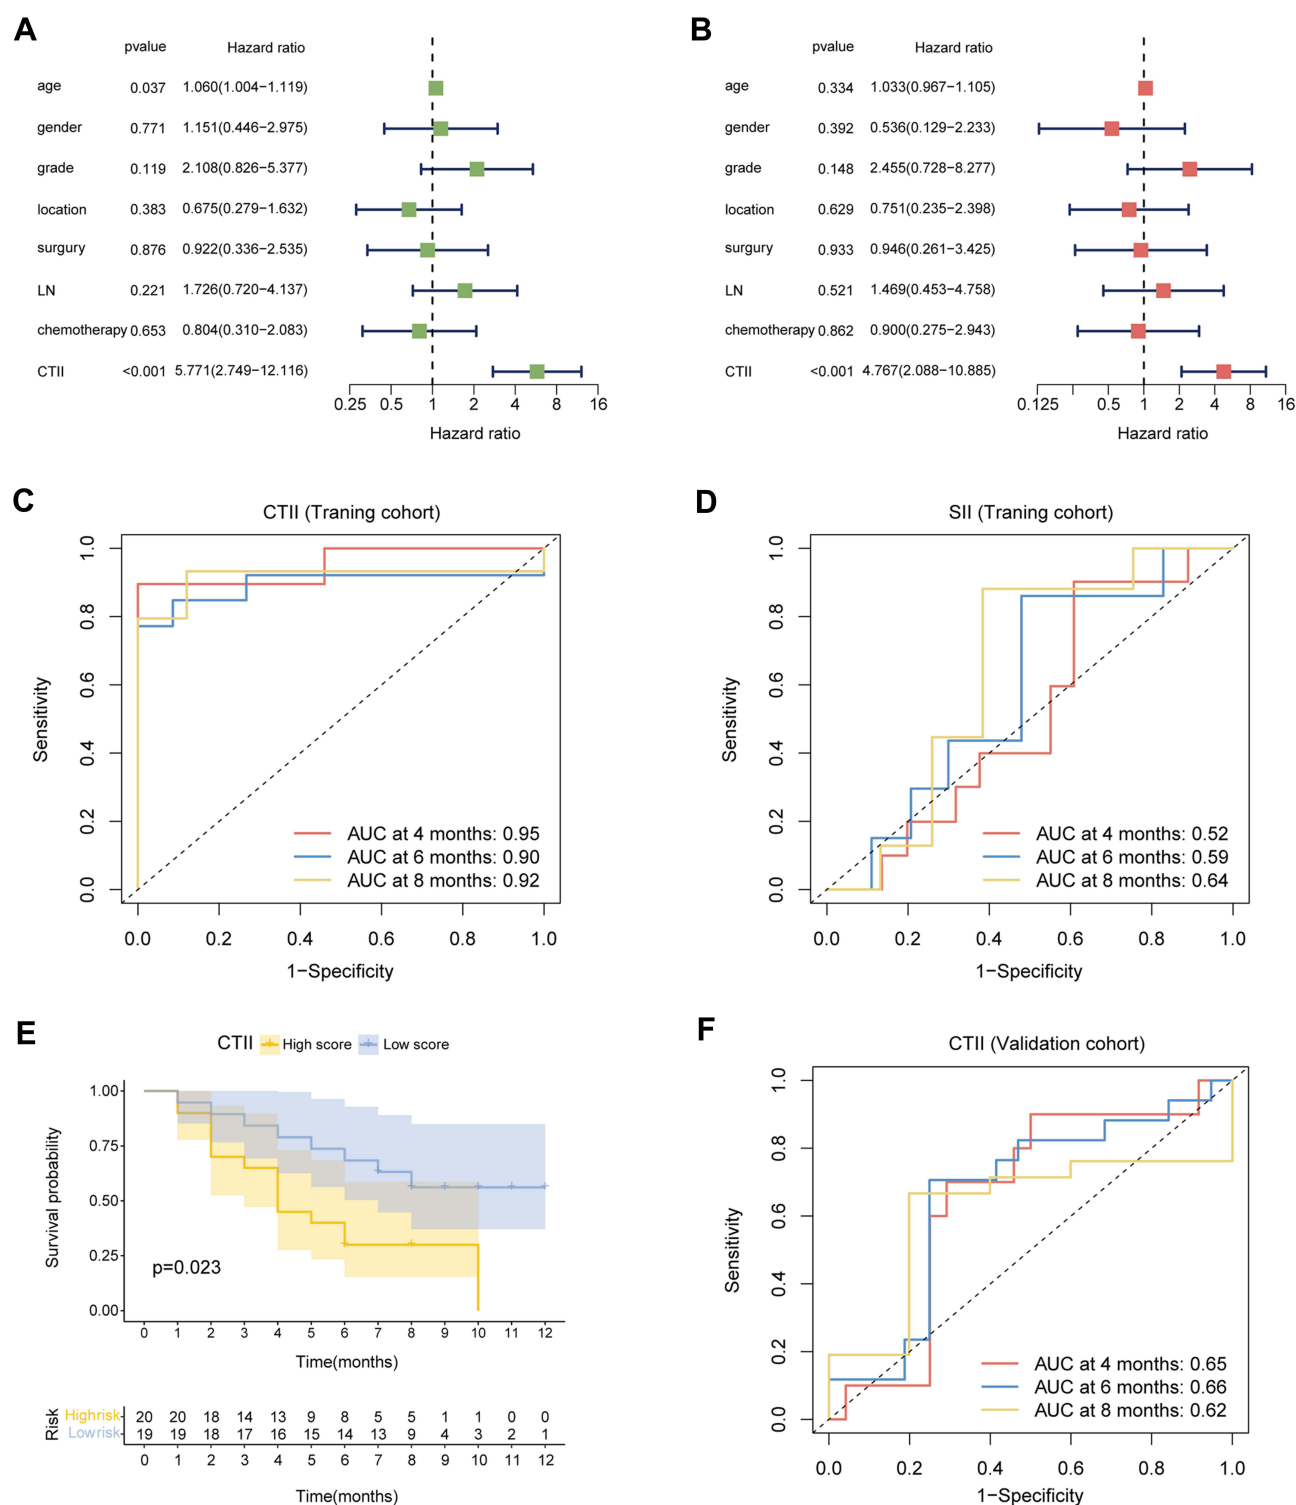 A
pvalue Hazard ratio
age 0.037 1.060(1.004−1.119)
gender 0.771 1.151(0.446−2.975)
grade 0.119 2.108(0.826−5.377)
location 0.383 0.675(0.279−1.632)
surgury 0.876 0.922(0.336−2.535)
LN 0.221 1.726(0.720−4.137)
chemotherapy 0.653 0.804(0.310−2.083)
CTII <0.001 5.771(2.749−12.116)
0.25 0.5 1 2 4 8 16
Hazard ratio
B
pvalue Hazard ratio
age 0.334 1.033(0.967−1.105)
gender 0.392 0.536(0.129−2.233)
grade 0.148 2.455(0.728−8.277)
location 0.629 0.751(0.235−2.398)
surgury 0.933 0.946(0.261−3.425)
LN 0.521 1.469(0.453−4.758)
chemotherapy 0.862 0.900(0.275−2.943)
CTII <0.001 4.767(2.088−10.885)
0.125 0.5 1 2 4 8 16
Hazard ratio
C
CTII (Traning cohort)
Sensitivity
1.0
0.8
0.6
0.4
0.2
0.0
AUC at 4 months: 0.95
AUC at 6 months: 0.90
AUC at 8 months: 0.92
0.0 0.2 0.4 0.6 0.8 1.0
1−Specificity
D
SII (Traning cohort)
Sensitivity
1.0
0.8
0.6
0.4
0.2
0.0
AUC at 4 months: 0.52
AUC at 6 months: 0.59
AUC at 8 months: 0.64
0.0 0.2 0.4 0.6 0.8 1.0
1−Specificity
E
CTII High score Low score
Survival probability
1.00
0.75
0.50
0.25
0.00
p=0.023
0 1 2 3 4 5 6 7 8 9 10 11 12
Time(months)
Risk
Highrisk 20 20 18 14 13 9 8 5 5 1 1 0 0
Lowrisk 19 19 18 17 16 15 14 13 9 4 3 2 1
0 1 2 3 4 5 6 7 8 9 10 11 12
Time(months)
F
CTII (Validation cohort)
Sensitivity
1.0
0.8
0.6
0.4
0.2
0.0
AUC at 4 months: 0.65
AUC at 6 months: 0.66
AUC at 8 months: 0.62
0.0 0.2 0.4 0.6 0.8 1.0
1−Specificity